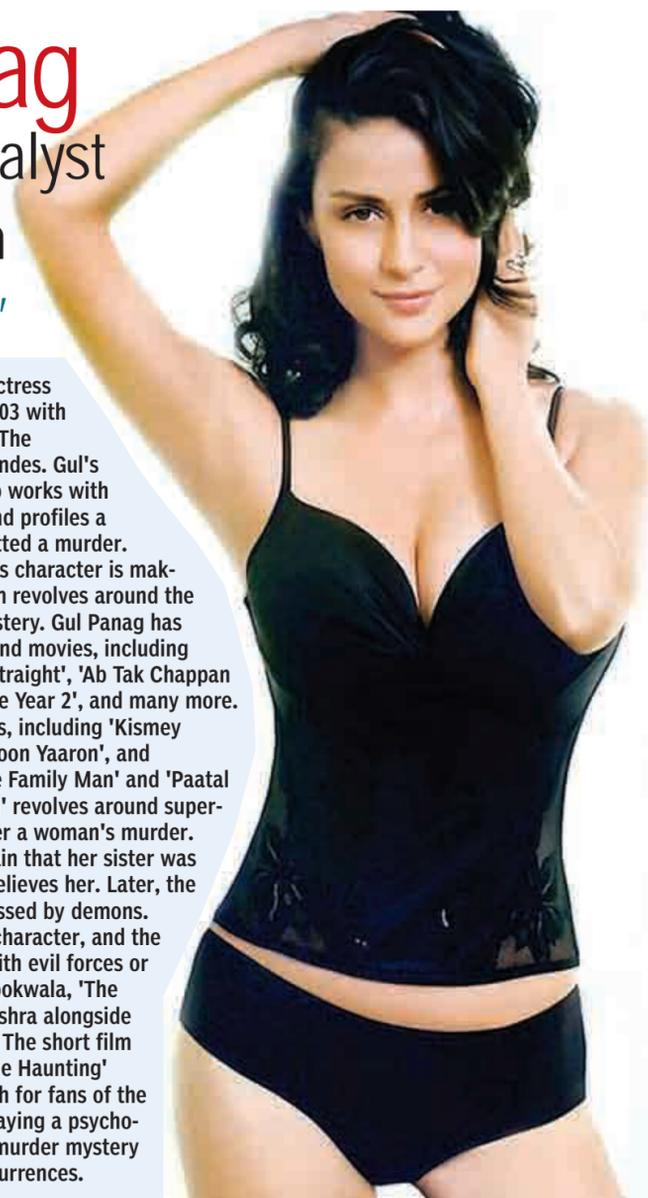 ag
alyst
n
'
ctress
03 with
The
ndes. Gul's
o works with
nd profiles a
tted a murder.
s character is mak-
n revolves around the
stery. Gul Panag has
nd movies, including
traight', 'Ab Tak Chappan
e Year 2', and many more.
s, including 'Kismey
oon Yaaron', and
e Family Man' and 'Paatal
' revolves around super-
er a woman's murder.
in that her sister was
elieves her. Later, the
ssed by demons.
character, and the
ith evil forces or
okwala, 'The
shra alongside
The short film
e Haunting'
h for fans of the
aying a psycho-
murder mystery
urrences.